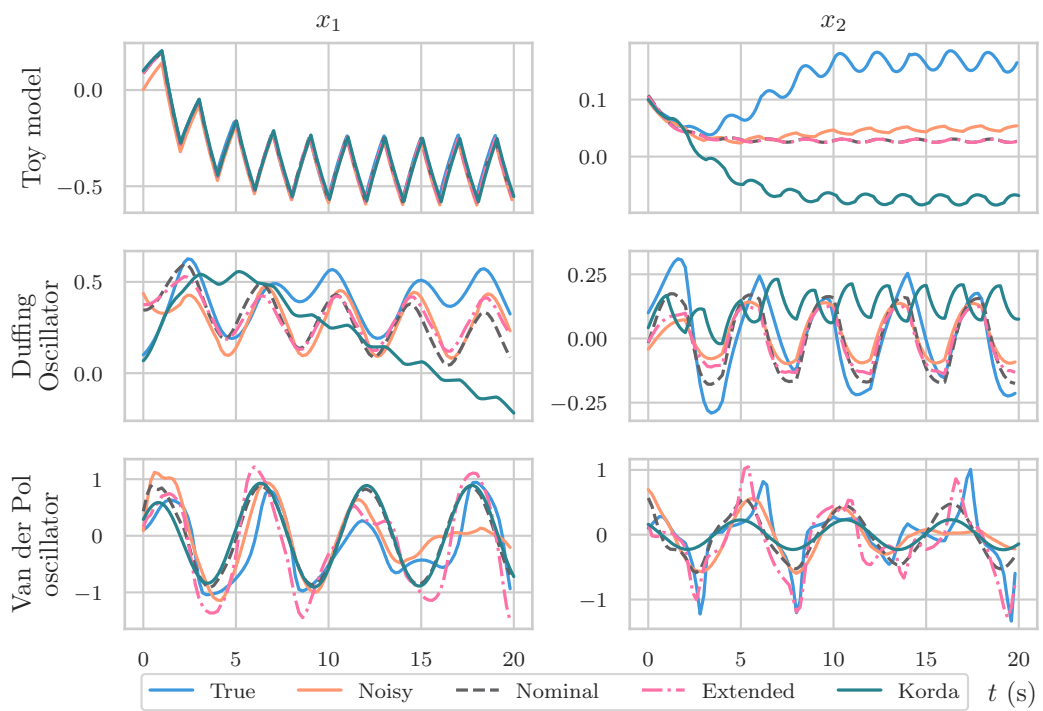 x₁ x₂
Toy model
0.0
−0.5
0.1
0.0
Duffing
Oscillator
0.5
0.0
0.25
0.00
−0.25
Van der Pol
oscillator
1
0
−1
1
0
−1
0 5 10 15 20
0 5 10 15 20
True Noisy Nominal Extended Korda t (s)